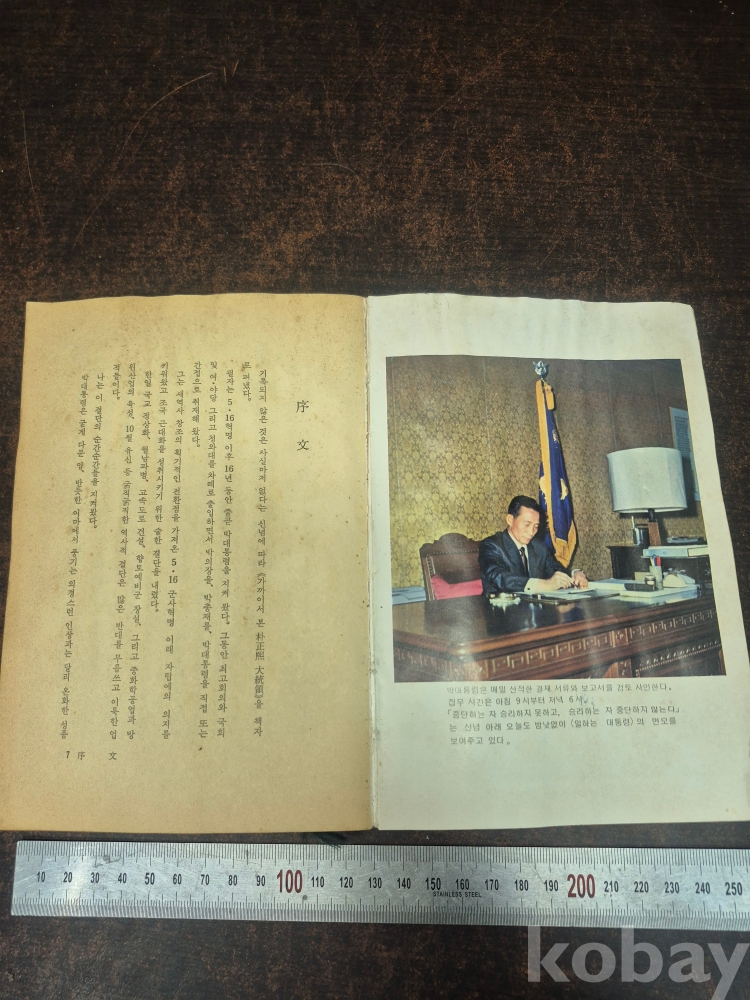 序 文
기록되지 않은 것은 사실마저 없다는 신념에 따라 《가까이서 본 朴正熙 大統領》을 책자
로 펴냈다.
필자는 5·16혁명 이후 16년 동안 줄곧 박대통령을 지켜 봤다. 그동안 최고회의와 국회
및 여·야당 그리고 청와대를 차례로 출입하면서 박의장을, 박총재를, 박대통령을 직접 또는
간접으로 취재해 왔다.
그는 새역사 창조의 획기적인 전환점을 가져온 5·16 군사혁명 이래 자립에의 의지를
키워왔고 조국 근대화를 성취시키기 위한 숱한 결단을 내렸다.
한일 국교 정상화, 월남파병, 고속도로 건설, 향토예비군 창설, 그리고 중화학공업과 방
위산업의 육성, 10월 유신 등 굵직굵직한 역사적 결단은 많은 반대를 무릅쓰고 이룩한 업
적들이다.
나는 이 결단의 순간순간들을 지켜봤다.
박대통령은 굳게 다문 입, 반듯한 이마에서 풍기는 외경스런 인상과는 달리 온화한 성품
7 序 文
박대통령은 매일 산적한 결재 서류와 보고서를 검토 사인한다.
집무 시간은 아침 9시부터 저녁 6시.
「중단하는 자 승리하지 못하고, 승리하는 자 중단하지 않는다」
는 신념 아래 오늘도 밤낮없이 〈일하는 대통령〉의 면모를
보여주고 있다.
10 20 30 40 50 60 70 80 90 100 110 120 130 140 150 160 170 180 190 200 210 220 230 240 250
STAINLESS STEEL
kobay